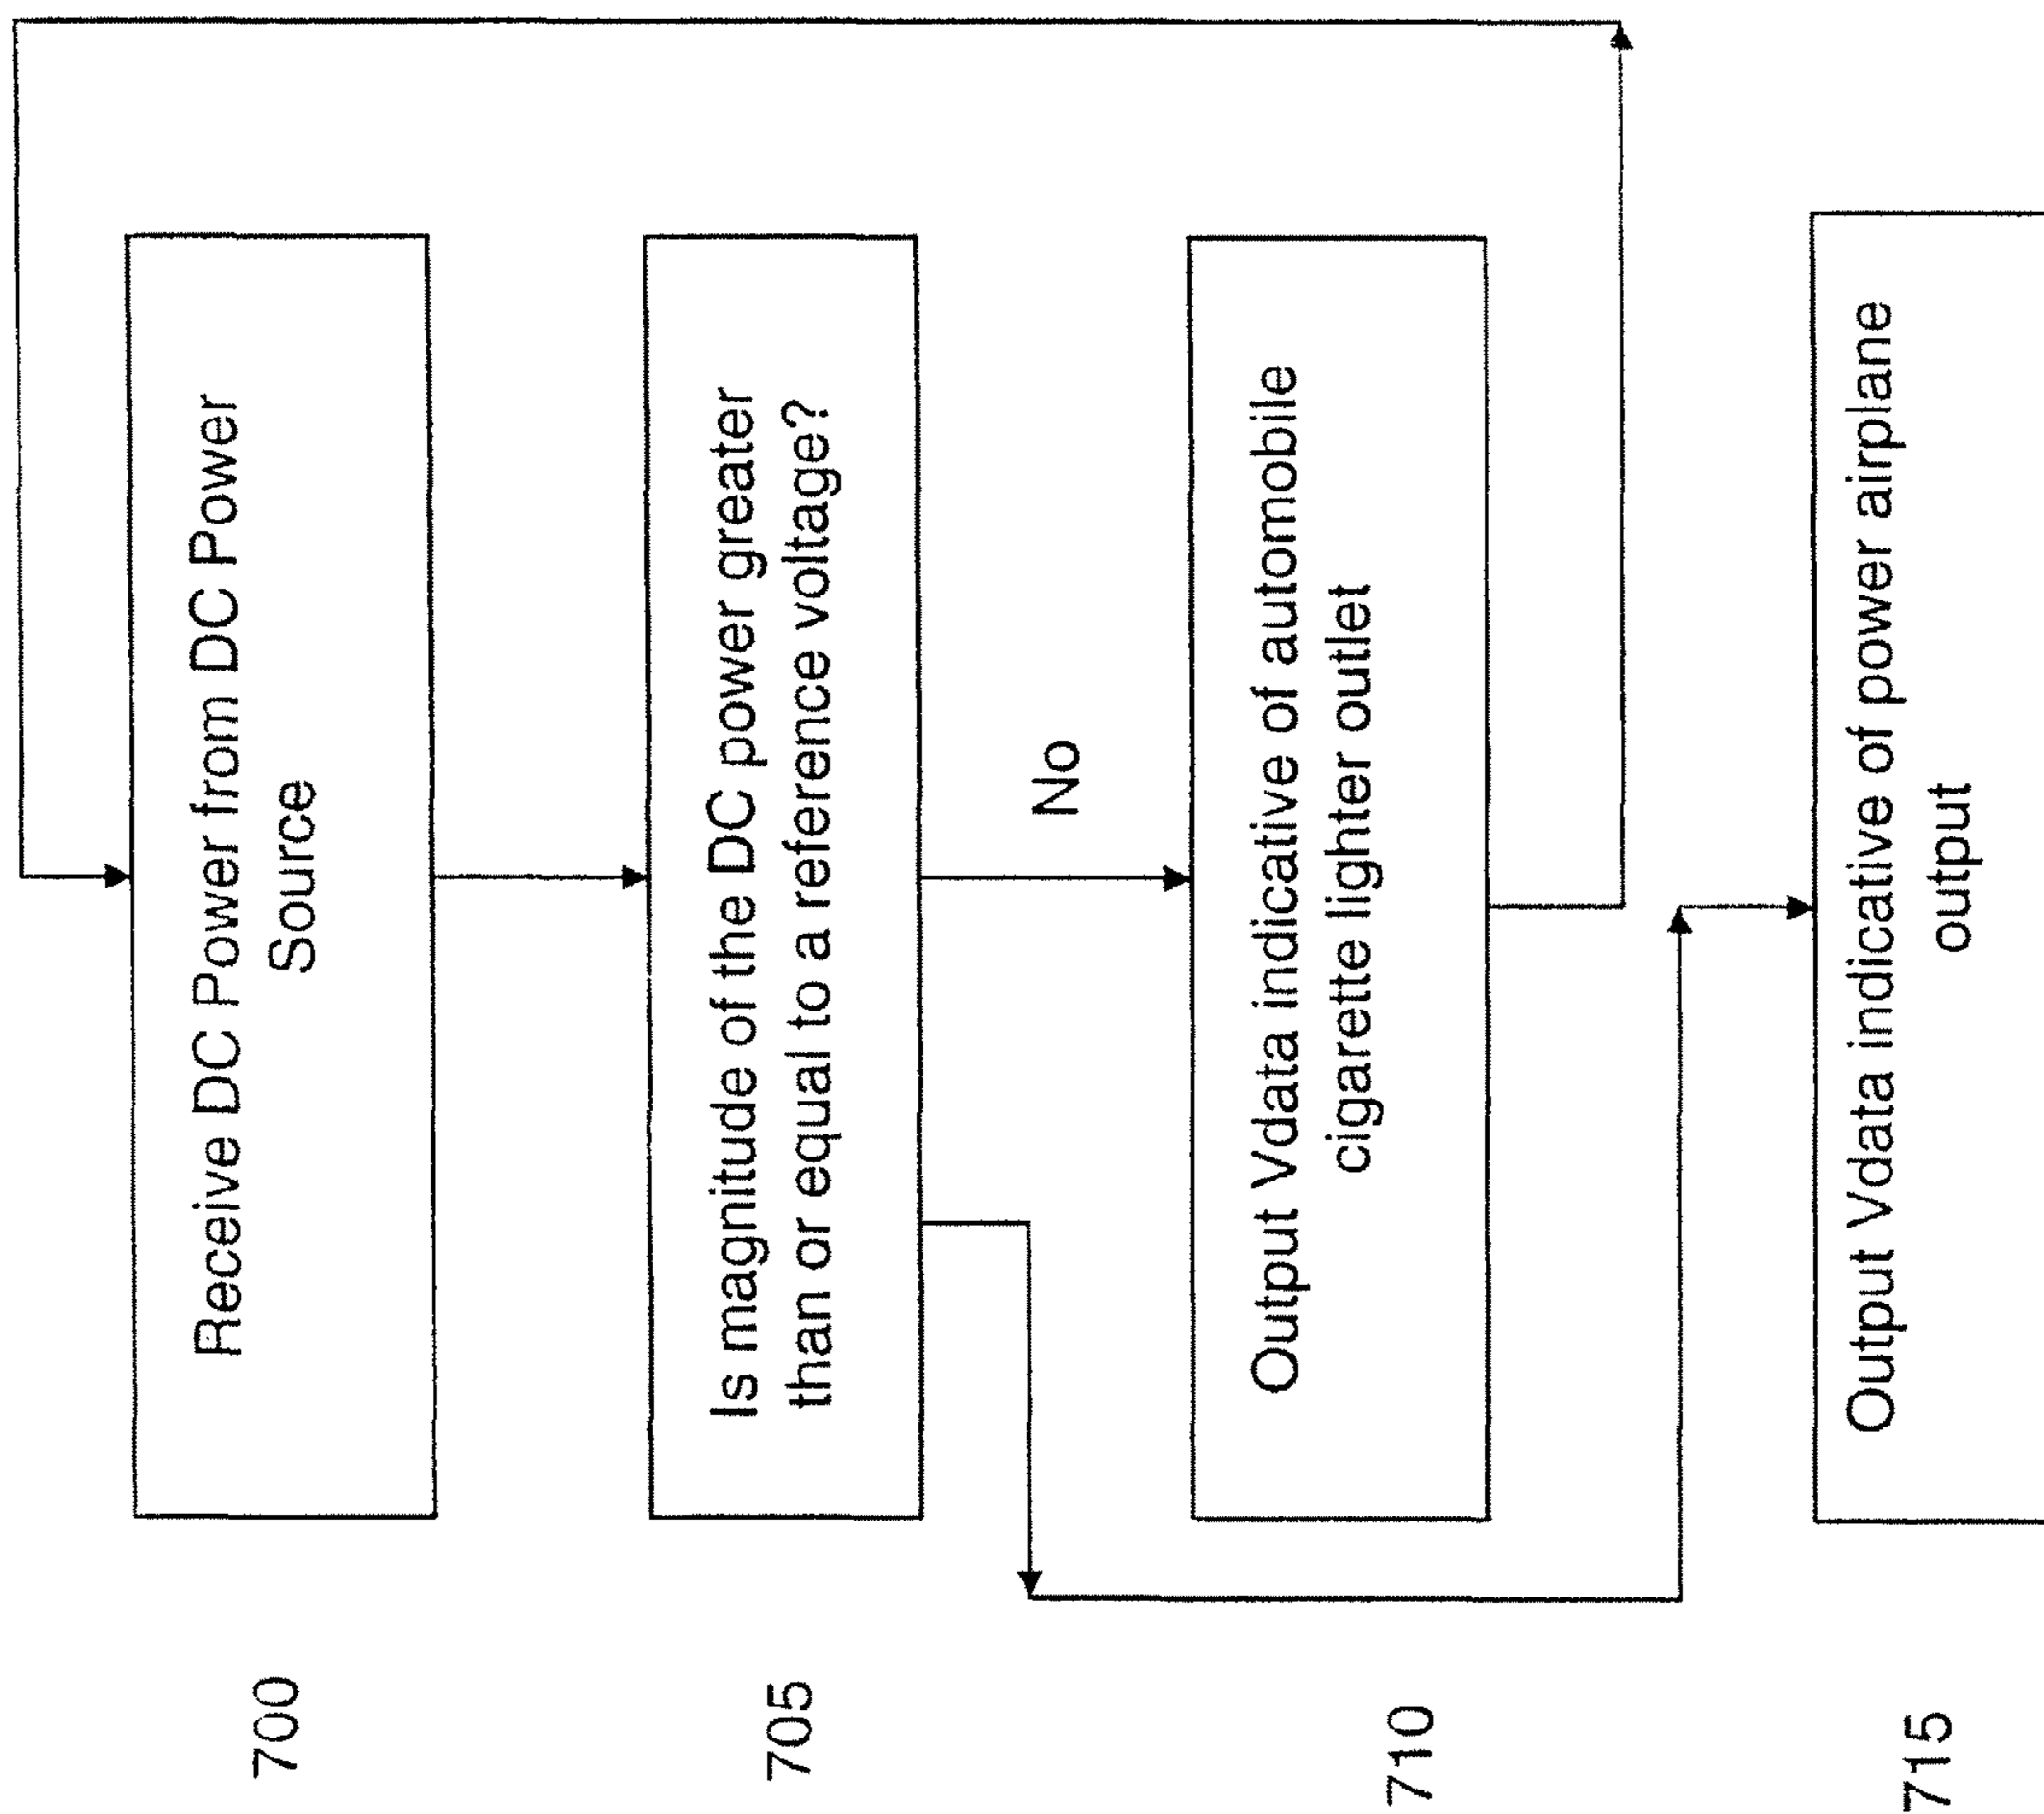 700
Receive DC Power from DC Power
Source
705
Is magnitude of the DC power greater
than or equal to a reference voltage?
No
710
Output Vdata indicative of automobile
cigarette lighter outlet
715
Output Vdata indicative of power airplane
output